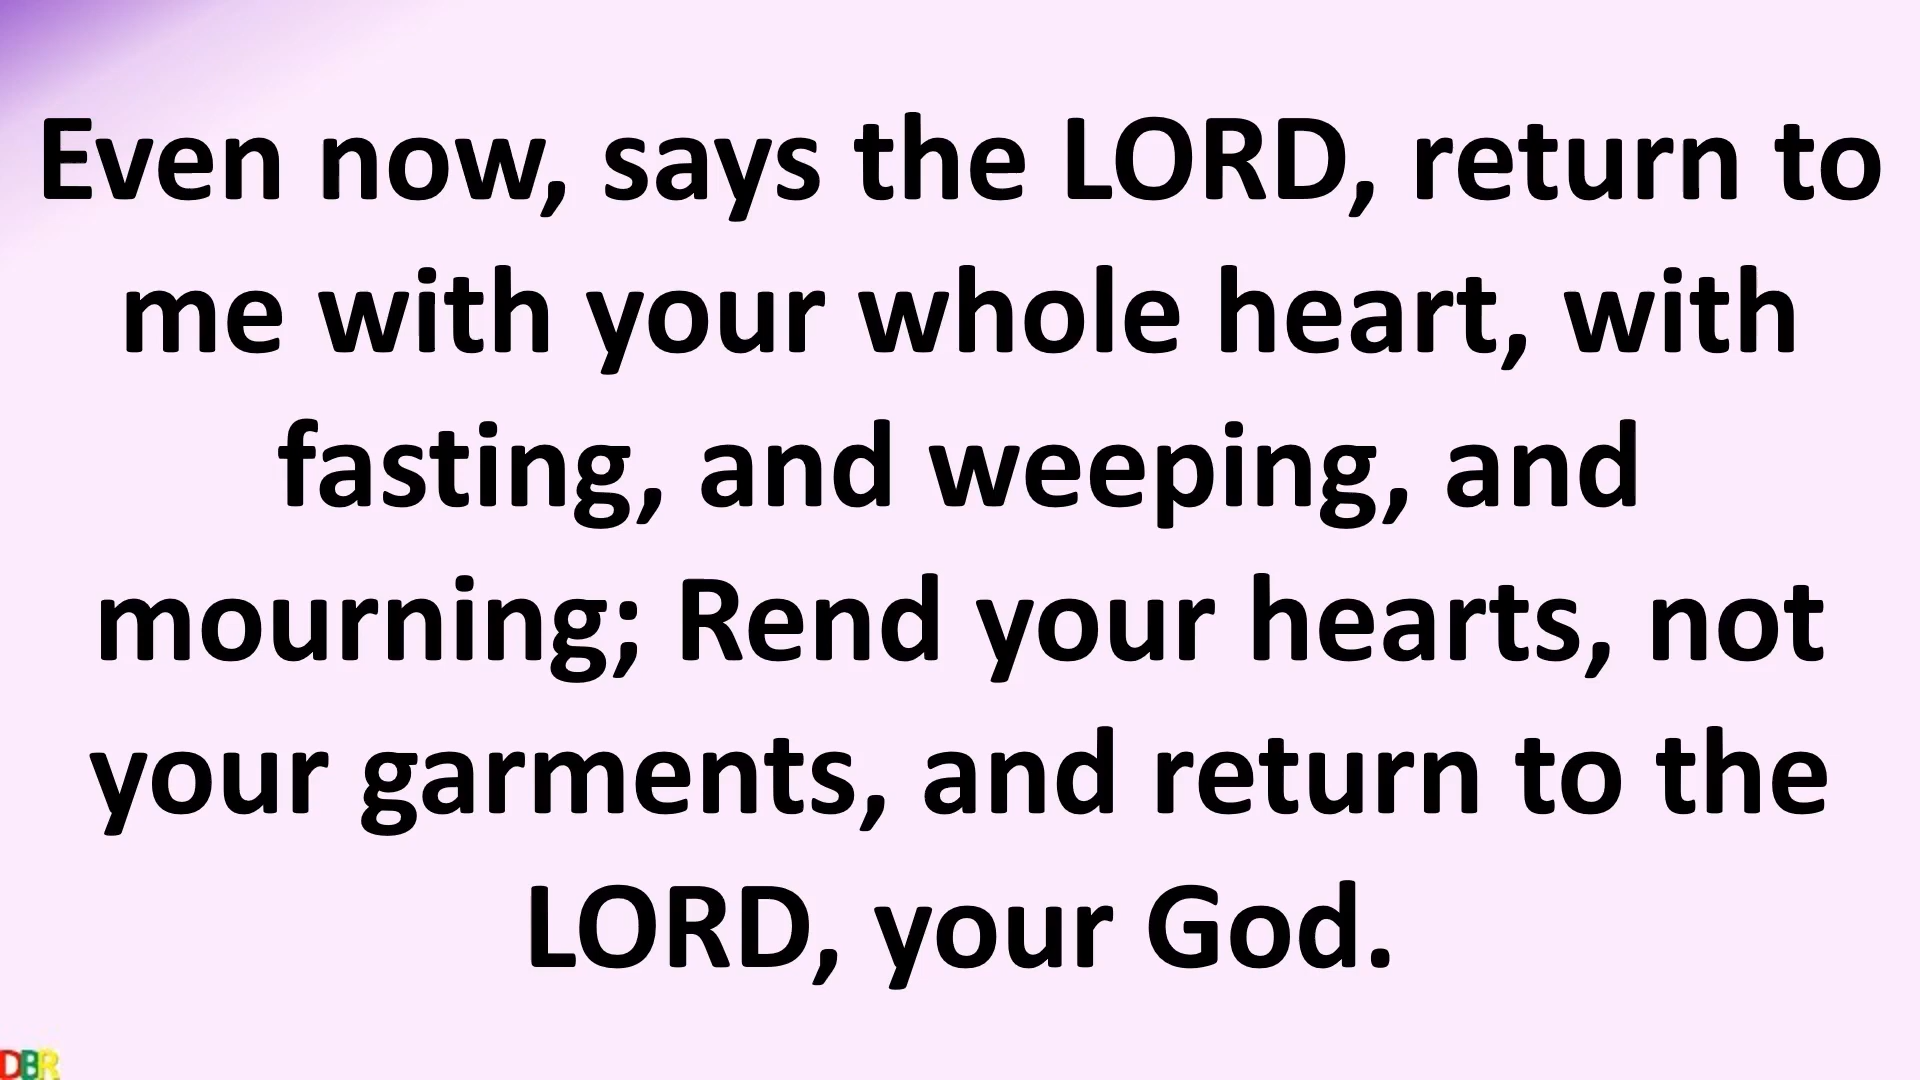 Even now, says the LORD, return to
me with your whole heart, with
fasting, and weeping, and
mourning; Rend your hearts, not
your garments, and return to the
LORD, your God.
DBR